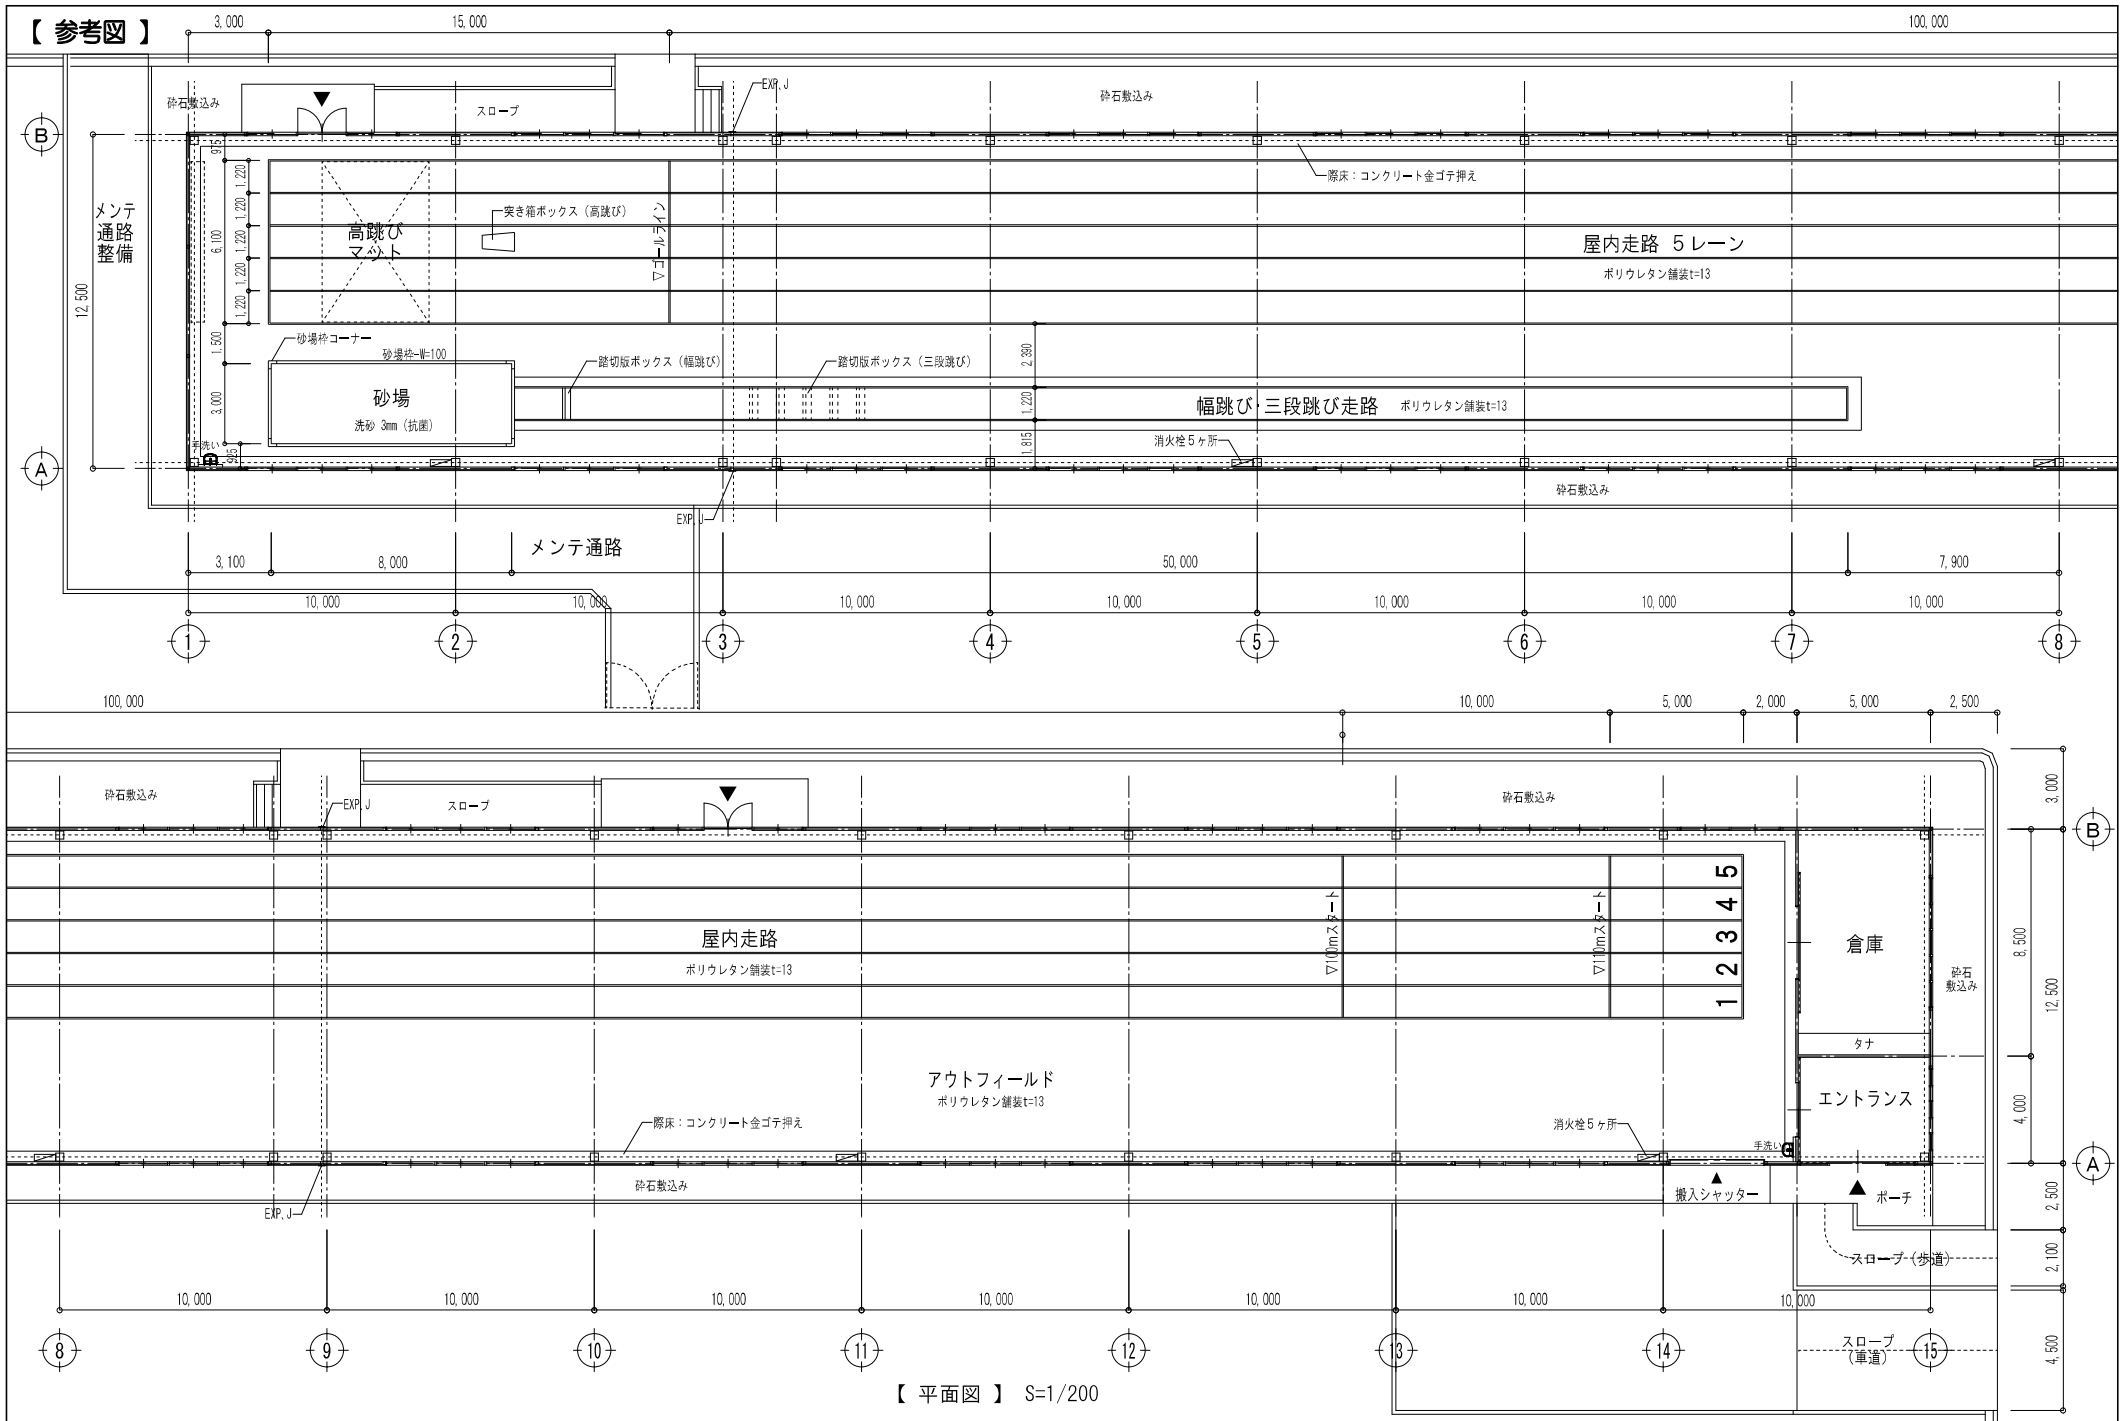 【 参考図 】
3,000
15,000
100,000
EXP,J
砕石敷込み
スロープ
砕石敷込み
B
975
際床：コンクリート金ゴテ押え
1,220
1,220
1,220
1,220
1,220
6,100
メンテ
通路
整備
12,500
高跳び
マット
突き箱ボックス（高跳び）
▽ゴールライン
屋内走路 ５レーン
ポリウレタン舗装t=13
1,500
砂場枠コーナー
砂場枠-W=100
踏切版ボックス（幅跳び）
踏切版ボックス（三段跳び）
2,390
3,000
砂場
洗砂 3mm（抗菌）
1,220
幅跳び・三段跳び走路
ポリウレタン舗装t=13
手洗い
925
1,815
消火栓５ヶ所
A
砕石敷込み
EXP,J
メンテ通路
3,100
8,000
50,000
7,900
10,000
10,000
10,000
10,000
10,000
10,000
10,000
1
2
3
4
5
6
7
8
100,000
10,000
5,000
2,000
5,000
2,500
砕石敷込み
EXP,J
スロープ
砕石敷込み
3,000
B
▽100mスタート
▽110mスタート
5
4
3
2
1
屋内走路
ポリウレタン舗装t=13
倉庫
砕石
敷込み
8,500
12,500
タナ
アウトフィールド
ポリウレタン舗装t=13
エントランス
4,000
際床：コンクリート金ゴテ押え
消火栓５ヶ所
手洗い
A
砕石敷込み
搬入シャッター
ポーチ
2,500
EXP,J
スロープ（歩道）
2,100
10,000
10,000
10,000
10,000
10,000
10,000
10,000
8
9
10
11
12
13
14
15
スロープ
（車道）
4,500
【 平面図 】 S=1/200